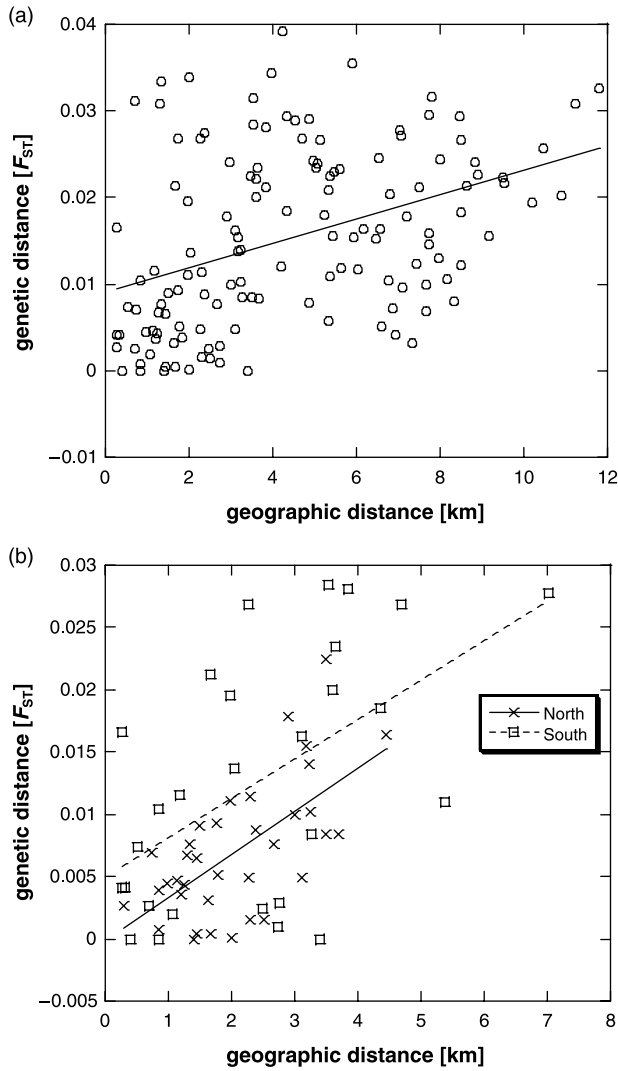 (a)
0.04
0.03
0.02
0.01
0
−0.01
genetic distance [FST]
0 2 4 6 8 10 12
geographic distance [km]
(b)
0.03
0.025
0.02
0.015
0.01
0.005
0
−0.005
genetic distance [FST]
North
South
0 1 2 3 4 5 6 7 8
geographic distance [km]